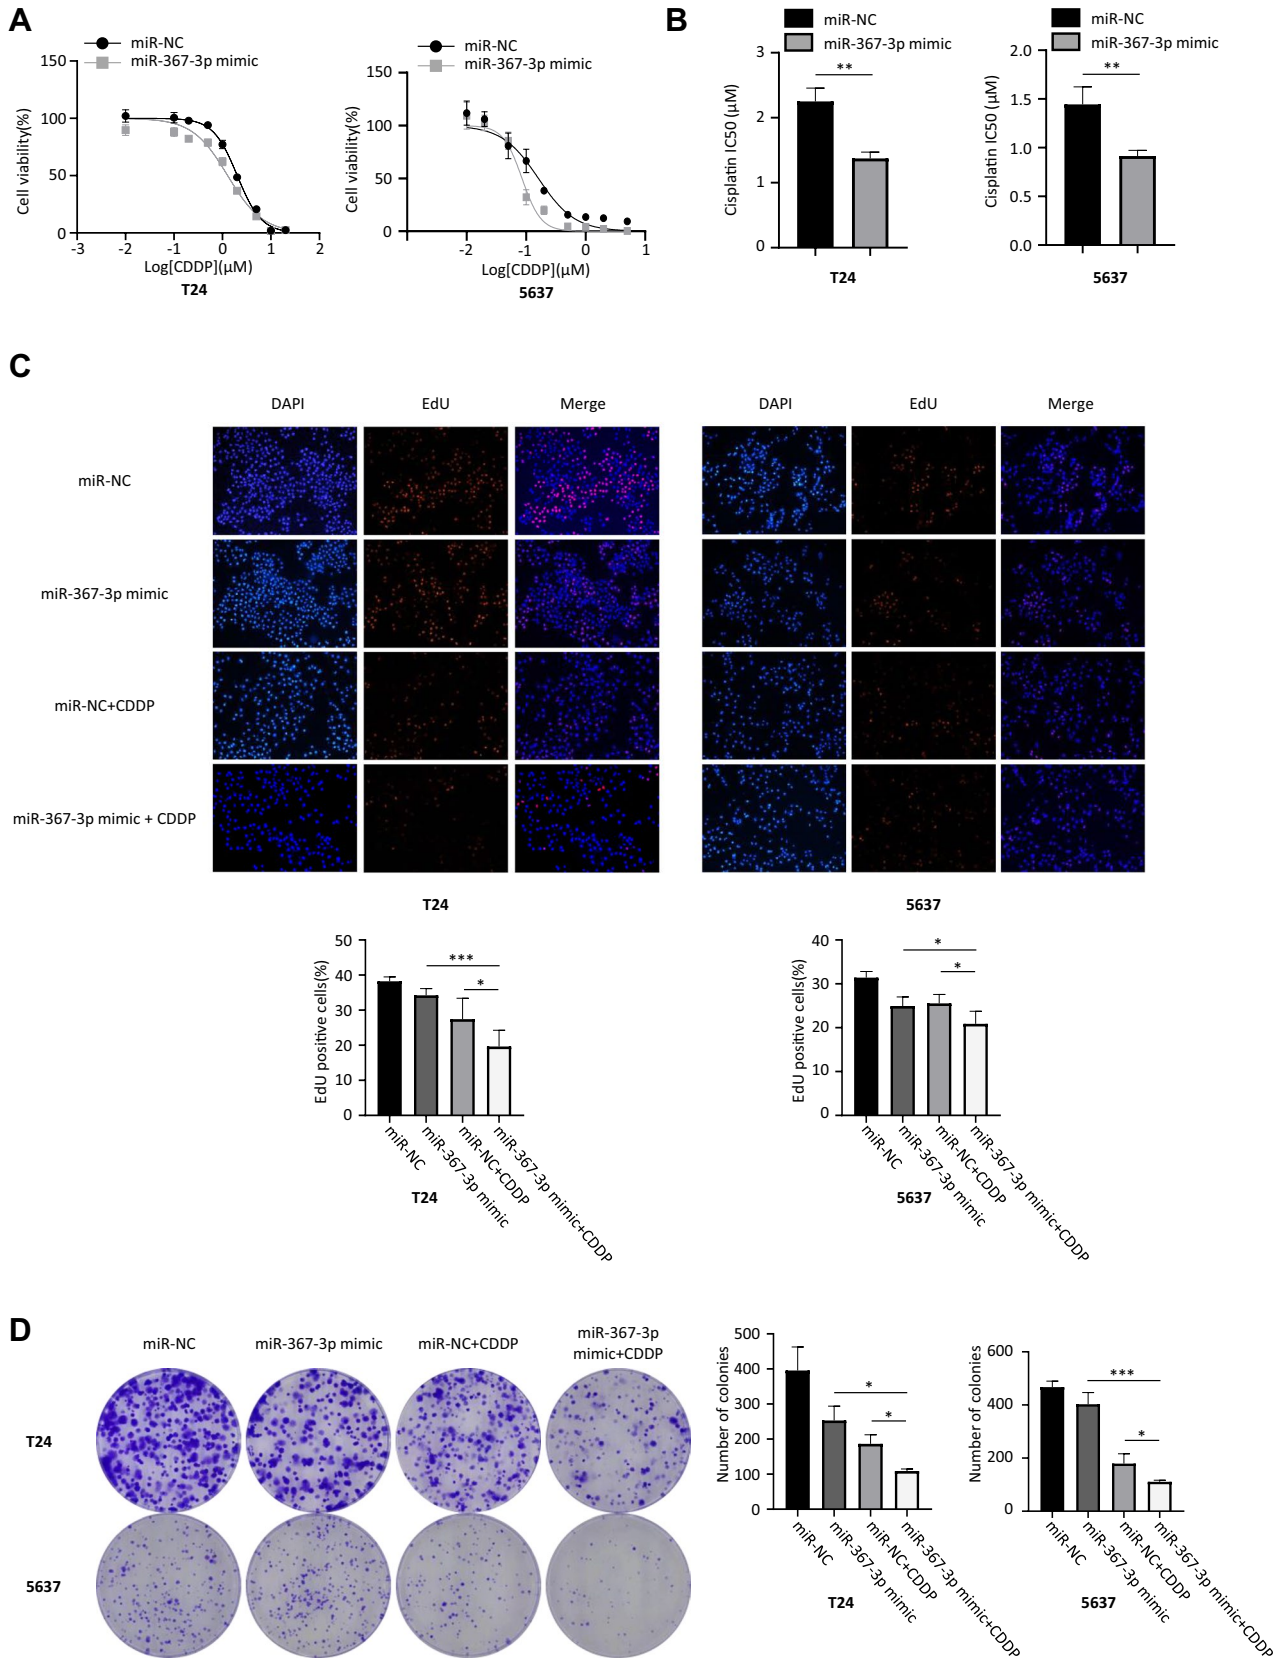 A
miR-NC
miR-367-3p mimic
150
100
50
0
Cell viability(%)
-3
-2
-1
0
1
2
Log[CDDP](μM)
T24
miR-NC
miR-367-3p mimic
150
100
50
0
Cell viability(%)
-2
-1
0
1
Log[CDDP](μM)
5637
B
miR-NC
miR-367-3p mimic
3
2
1
0
Cisplatin IC50 (μM)
**
T24
miR-NC
miR-367-3p mimic
2.0
1.5
1.0
0.5
0.0
Cisplatin IC50 (μM)
**
5637
C
DAPI
EdU
Merge
DAPI
EdU
Merge
miR-NC
miR-367-3p mimic
miR-NC+CDDP
miR-367-3p mimic + CDDP
T24
5637
50
40
30
20
10
0
EdU positive cells(%)
***
*
miR-NC
miR-367-3p mimic
miR-NC+CDDP
miR-367-3p mimic+CDDP
T24
40
30
20
10
0
EdU positive cells(%)
*
*
miR-NC
miR-367-3p mimic
miR-NC+CDDP
miR-367-3p mimic+CDDP
5637
D
miR-NC
miR-367-3p mimic
miR-NC+CDDP
miR-367-3p
mimic+CDDP
T24
5637
500
400
300
200
100
0
Number of colonies
*
*
miR-NC
miR-367-3p mimic
miR-NC+CDDP
miR-367-3p mimic+CDDP
T24
600
400
200
0
Number of colonies
***
*
miR-NC
miR-367-3p mimic
miR-NC+CDDP
miR-367-3p mimic+CDDP
5637